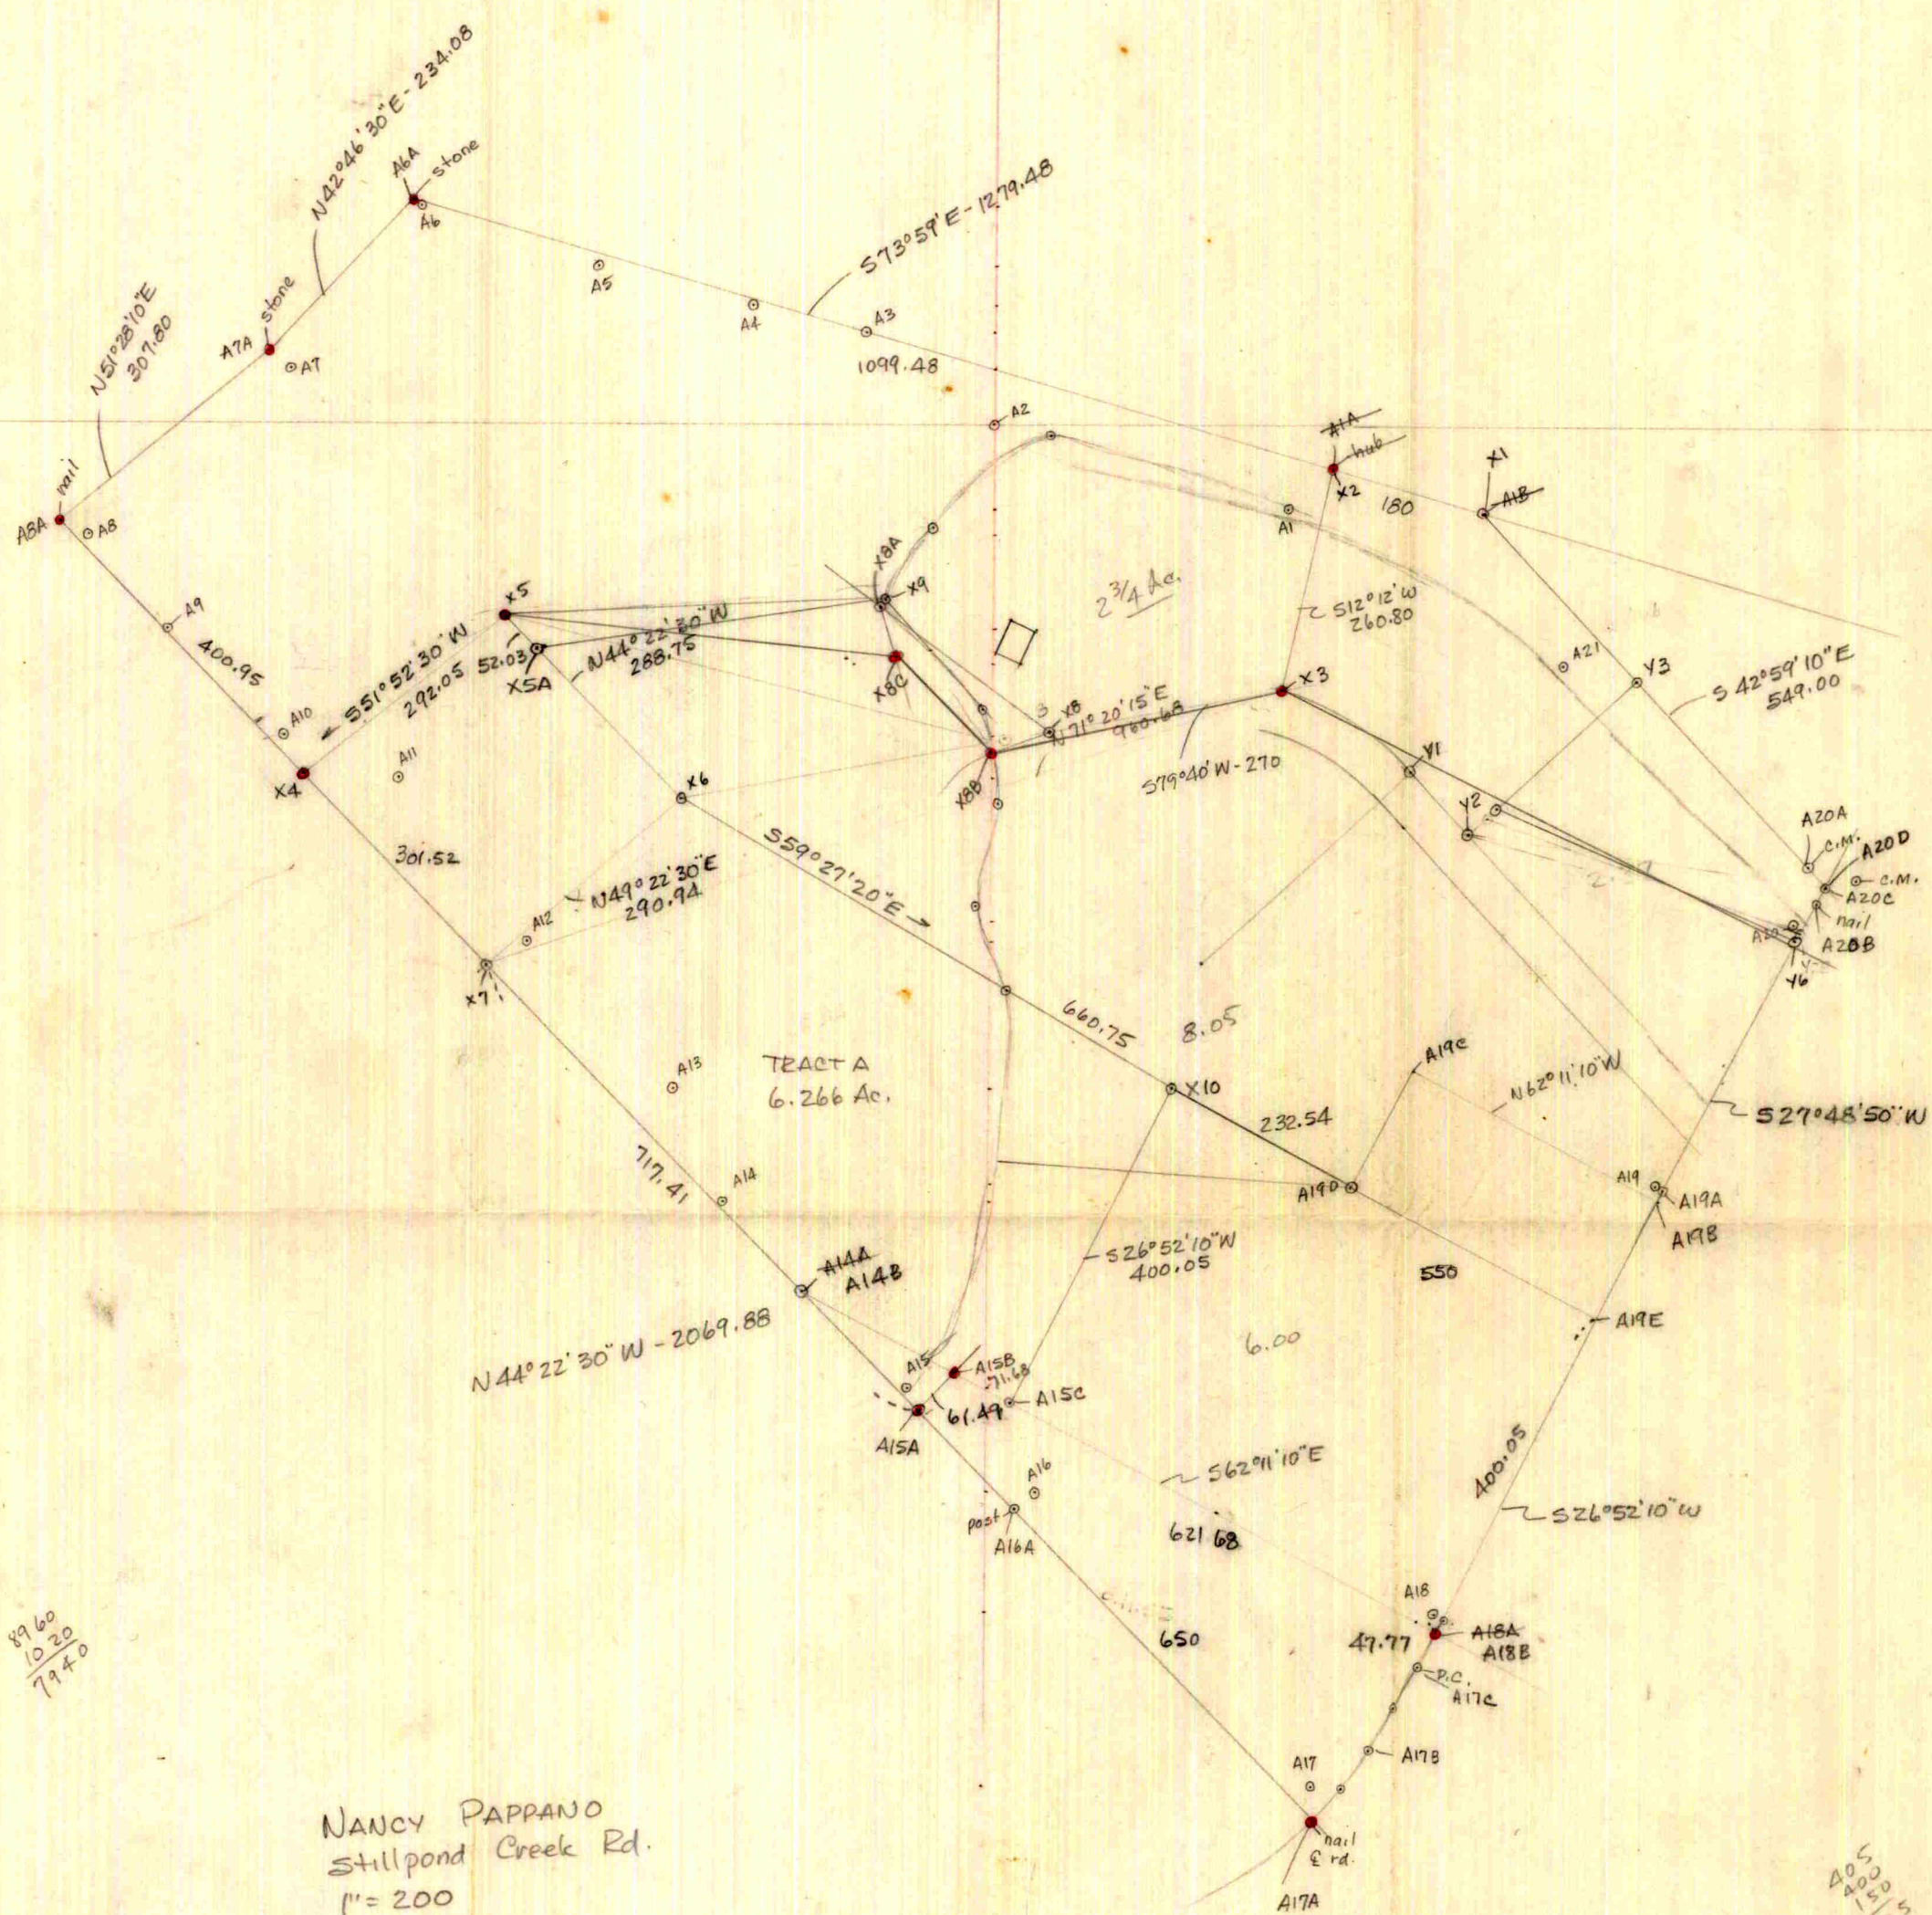 N42°46'30"E - 234.08
A6A
stone
A6
S73°59'E - 1279.48
A5
A4
A3
1099.48
N51°28'10"E
307.80
stone
A7A
A7
nail
A8A
A8
A2
A1A
hub
X2
180
X1
A1B
A1
A9
400.95
A10
S51°52'30"W
292.05
X5
52.03
X5A
N44°22'30"W
288.75
X8A
X9
X8C
2 3/4 Ac.
S12°12'W
260.80
A21
Y3
S42°59'10"E
549.00
X3
3
X8
N71°20'15"E
960.68
S79°40'W - 270
X8B
X4
A11
X6
Y1
Y2
A20A
C.M.
A20D
C.M.
A20C
nail
A20B
A20
Y6
301.52
N49°22'30"E
290.94
A12
X7
S59°27'20"E
660.75
8.05
A13
TRACT A
6.266 Ac.
X10
232.54
A19C
N62°11'10"W
S27°48'50"W
A19D
A19
A19A
A19B
717.41
A14
A14A
A14B
S26°52'10"W
400.05
550
A19E
N44°22'30"W - 2069.88
6.00
A15
A15B
71.68
61.49
A15C
A15A
S62°11'10"E
400.05
S26°52'10"W
A16
post
A16A
621 68
650
A18
47.77
A18A
A18B
P.C.
A17C
A17B
A17
nail
℄ rd.
A17A
8960
1020
7940
NANCY PAPPANO
Stillpond Creek Rd.
1" = 200
405
400